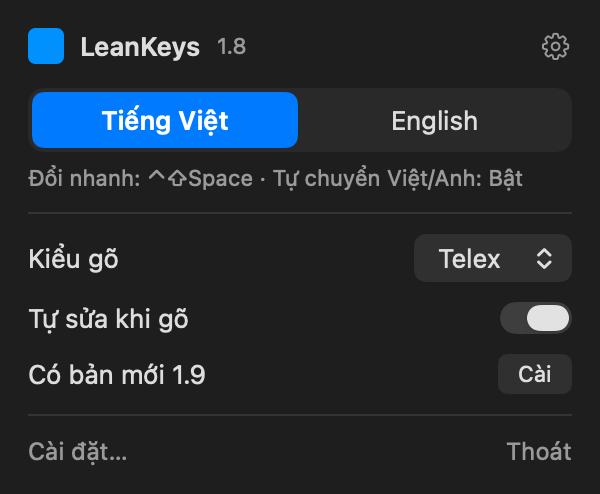 LeanKeys 1.8
Tiếng Việt English
Đổi nhanh: ⌃⇧Space · Tự chuyển Việt/Anh: Bật
Kiểu gõ Telex
Tự sửa khi gõ
Có bản mới 1.9 Cài
Cài đặt... Thoát